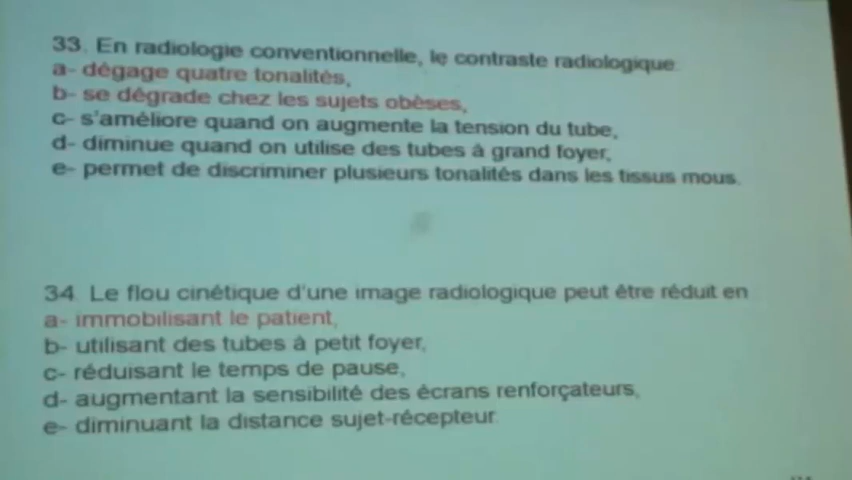 33. En radiologie conventionnelle, le contraste radiologique:
a- dégage quatre tonalités,
b- se dégrade chez les sujets obèses,
c- s'améliore quand on augmente la tension du tube,
d- diminue quand on utilise des tubes à grand foyer,
e- permet de discriminer plusieurs tonalités dans les tissus mous.
34. Le flou cinétique d'une image radiologique peut être réduit en
a- immobilisant le patient,
b- utilisant des tubes à petit foyer,
c- réduisant le temps de pause,
d- augmentant la sensibilité des écrans renforçateurs,
e- diminuant la distance sujet-récepteur.